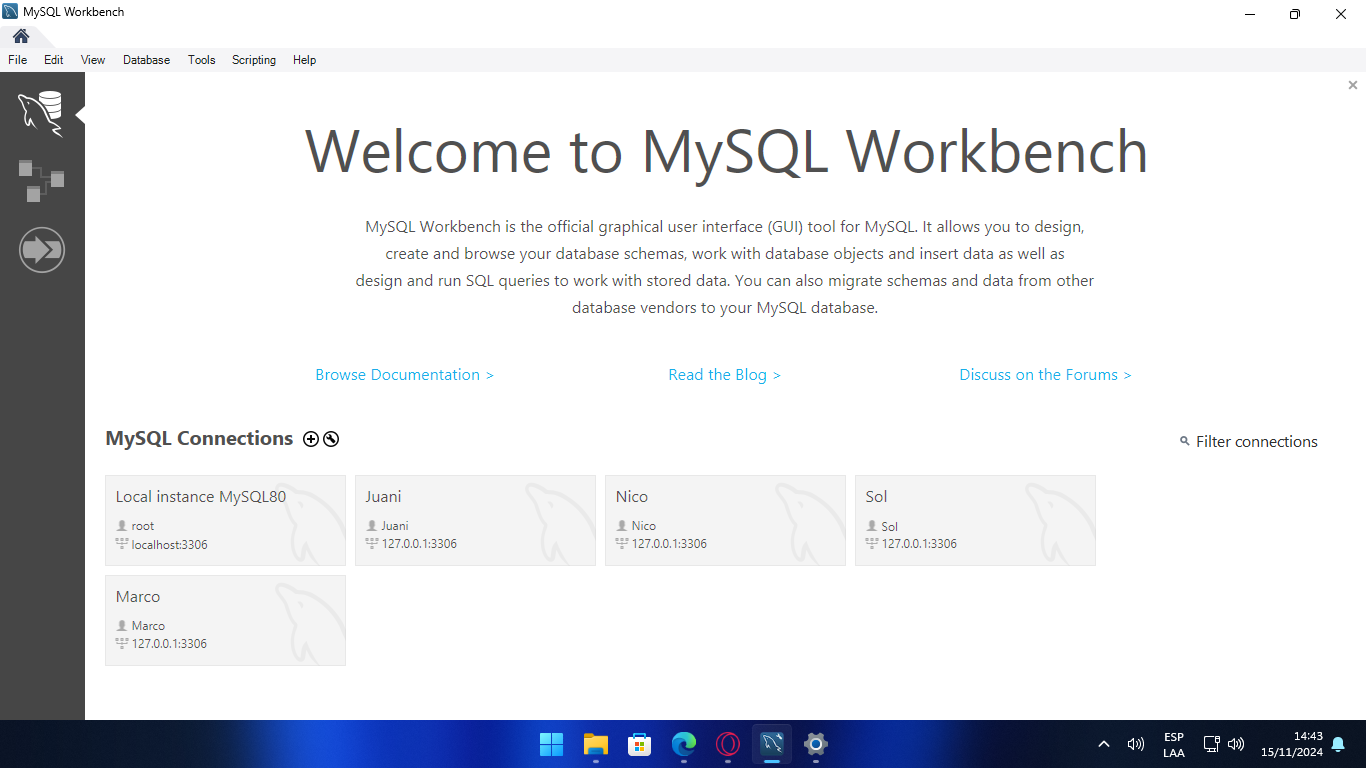 MySQL Workbench
File Edit View Database Tools Scripting Help
Welcome to MySQL Workbench
MySQL Workbench is the official graphical user interface (GUI) tool for MySQL. It allows you to design,
create and browse your database schemas, work with database objects and insert data as well as
design and run SQL queries to work with stored data. You can also migrate schemas and data from other
database vendors to your MySQL database.
Browse Documentation >
Read the Blog >
Discuss on the Forums >
MySQL Connections
Filter connections
Local instance MySQL80
root
localhost:3306
Juani
Juani
127.0.0.1:3306
Nico
Nico
127.0.0.1:3306
Sol
Sol
127.0.0.1:3306
Marco
Marco
127.0.0.1:3306
ESP
LAA
14:43
15/11/2024